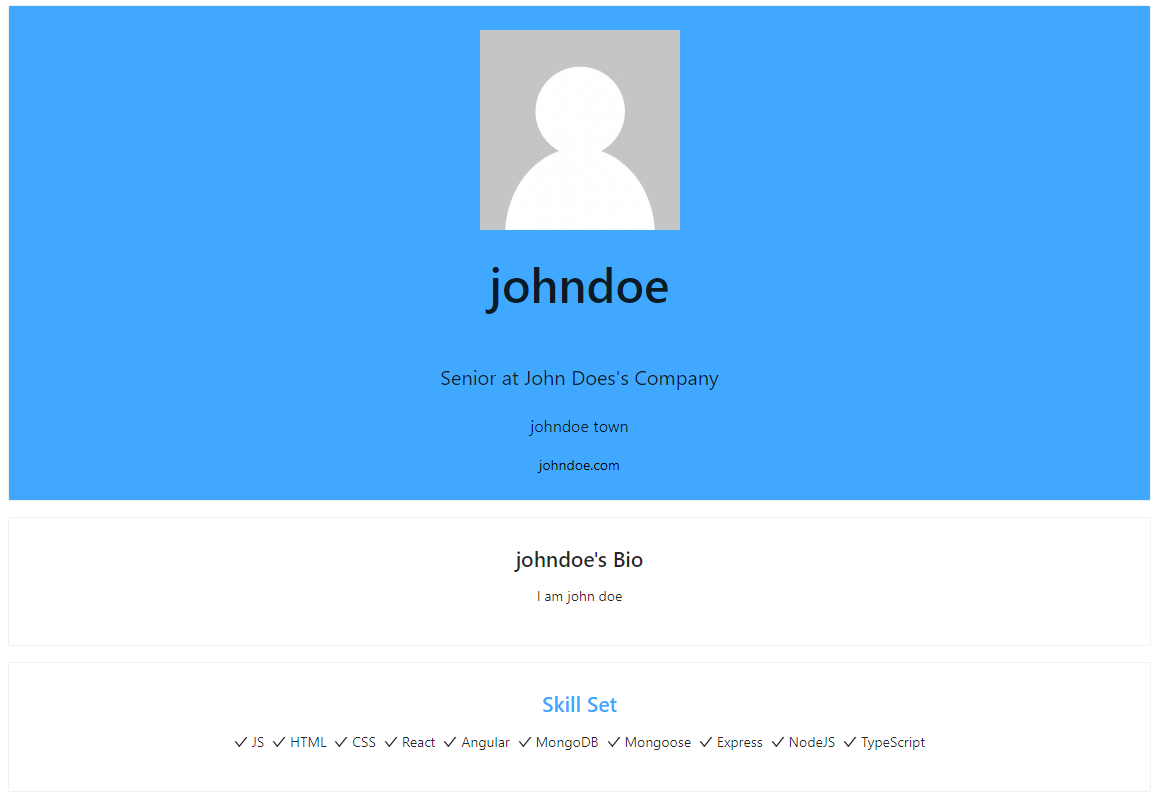 johndoe
Senior at John Does's Company
johndoe town
johndoe.com
johndoe's Bio
I am john doe
Skill Set
✓ JS ✓ HTML ✓ CSS ✓ React ✓ Angular ✓ MongoDB ✓ Mongoose ✓ Express ✓ NodeJS ✓ TypeScript